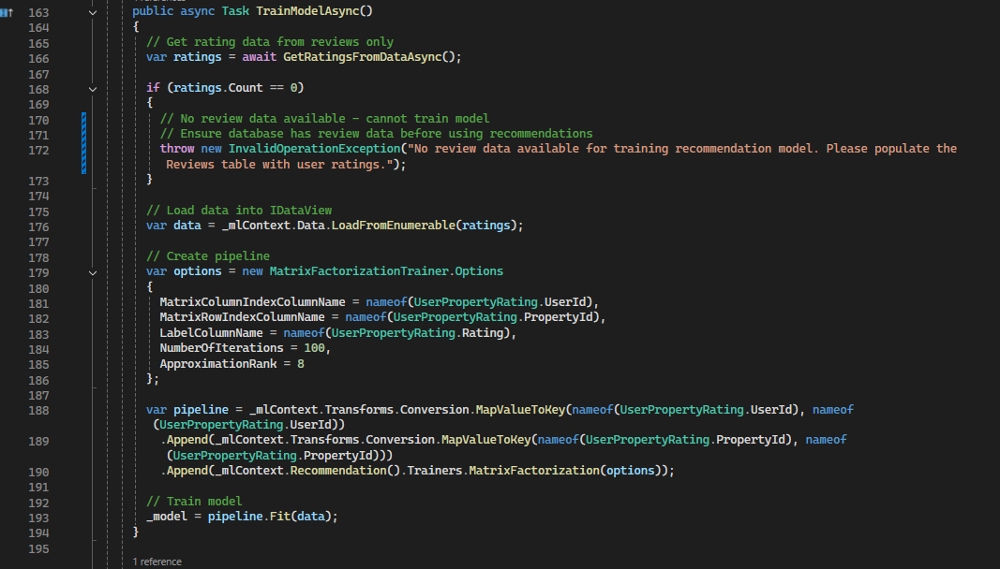 163 public async Task TrainModelAsync()
164 {
165 // Get rating data from reviews only
166 var ratings = await GetRatingsFromDataAsync();
167
168 if (ratings.Count == 0)
169 {
170 // No review data available - cannot train model
171 // Ensure database has review data before using recommendations
172 throw new InvalidOperationException("No review data available for training recommendation model. Please populate the
Reviews table with user ratings.");
173 }
174
175 // Load data into IDataView
176 var data = _mlContext.Data.LoadFromEnumerable(ratings);
177
178 // Create pipeline
179 var options = new MatrixFactorizationTrainer.Options
180 {
181 MatrixColumnIndexColumnName = nameof(UserPropertyRating.UserId),
182 MatrixRowIndexColumnName = nameof(UserPropertyRating.PropertyId),
183 LabelColumnName = nameof(UserPropertyRating.Rating),
184 NumberOfIterations = 100,
185 ApproximationRank = 8
186 };
187
188 var pipeline = _mlContext.Transforms.Conversion.MapValueToKey(nameof(UserPropertyRating.UserId), nameof
(UserPropertyRating.UserId))
189 .Append(_mlContext.Transforms.Conversion.MapValueToKey(nameof(UserPropertyRating.PropertyId), nameof
(UserPropertyRating.PropertyId)))
190 .Append(_mlContext.Recommendation().Trainers.MatrixFactorization(options));
191
192 // Train model
193 _model = pipeline.Fit(data);
194 }
195
1 reference